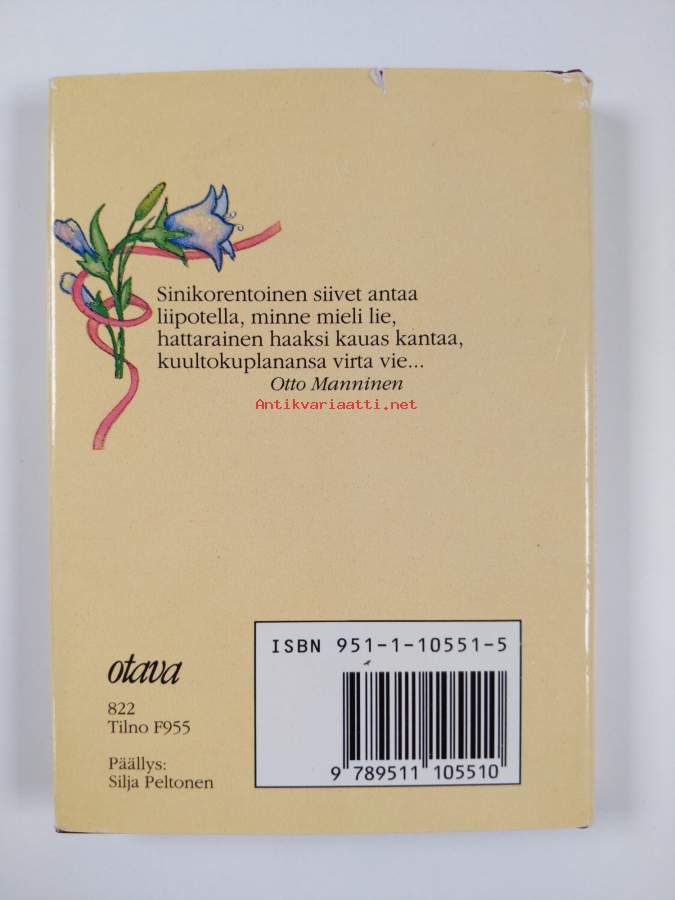 Sinikorentoinen siivet antaa
liipotella, minne mieli lie,
hattarainen haaksi kauas kantaa,
kuultokuplanansa virta vie...
Otto Manninen
Antikvariaatti.net
ISBN 951-1-10551-5
otava
822
Tilno F955
Päällys:
Silja Peltonen
9 789511 105510